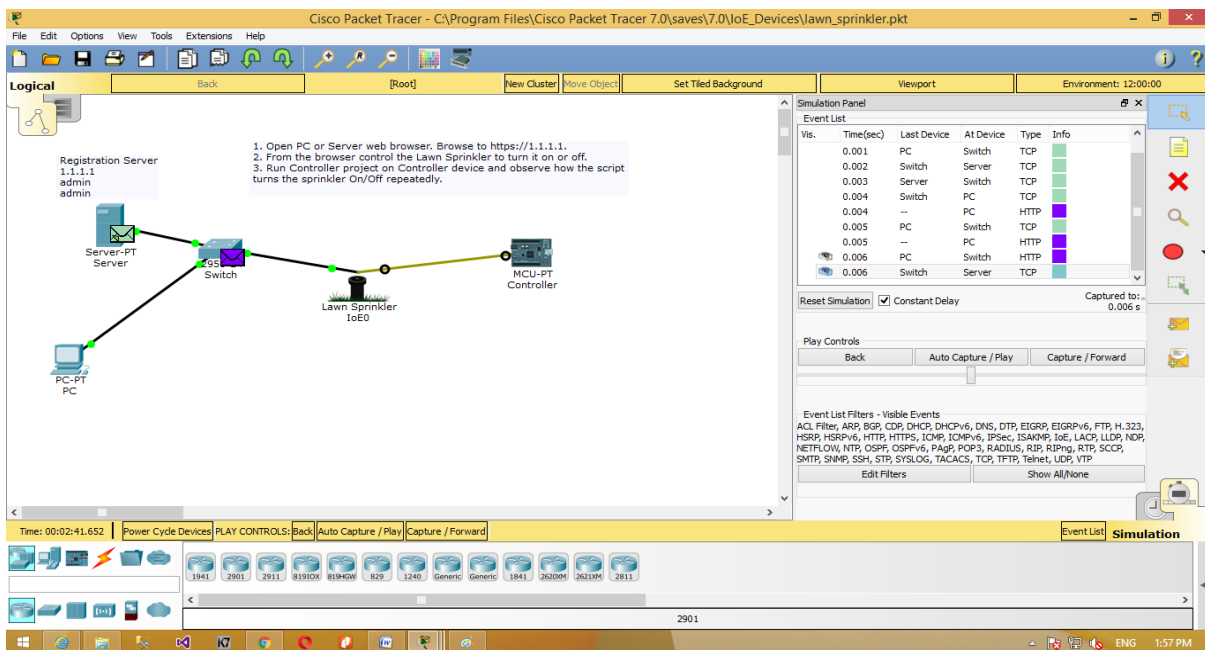 Cisco Packet Tracer - C:\Program Files\Cisco Packet Tracer 7.0\saves\7.0\IoE_Devices\lawn_sprinkler.pkt
File Edit Options View Tools Extensions Help
Logical Back [Root] New Cluster Move Object Set Tiled Background Viewport Environment: 12:00:00
1. Open PC or Server web browser. Browse to https://1.1.1.1.
2. From the browser control the Lawn Sprinkler to turn it on or off.
3. Run Controller project on Controller device and observe how the script
turns the sprinkler On/Off repeatedly.
Registration Server
1.1.1.1
admin
admin
Server-PT
Server
295
Switch
Lawn Sprinkler
IoE0
MCU-PT
Controller
PC-PT
PC
Simulation Panel
Event List
Vis. Time(sec) Last Device At Device Type Info
0.001 PC Switch TCP
0.002 Switch Server TCP
0.003 Server Switch TCP
0.004 Switch PC TCP
0.004 -- PC HTTP
0.005 PC Switch TCP
0.005 -- PC HTTP
0.006 PC Switch HTTP
0.006 Switch Server TCP
Reset Simulation Constant Delay Captured to:
0.006 s
Play Controls
Back Auto Capture / Play Capture / Forward
Event List Filters - Visible Events
ACL Filter, ARP, BGP, CDP, DHCP, DHCPv6, DNS, DTP, EIGRP, EIGRPv6, FTP, H.323,
HSRP, HSRPv6, HTTP, HTTPS, ICMP, ICMPv6, IPSec, ISAKMP, IoE, LACP, LLDP, NDP,
NETFLOW, NTP, OSPF, OSPFv6, PAgP, POP3, RADIUS, RIP, RIPng, RTP, SCCP,
SMTP, SNMP, SSH, STP, SYSLOG, TACACS, TCP, TFTP, Telnet, UDP, VTP
Edit Filters Show All/None
Time: 00:02:41.652 Power Cycle Devices PLAY CONTROLS: Back Auto Capture / Play Capture / Forward Event List Simulation
1941 2901 2911 819IOX 819HGW 829 1240 Generic Generic 1841 2620XM 2621XM 2811
2901
ENG 1:57 PM